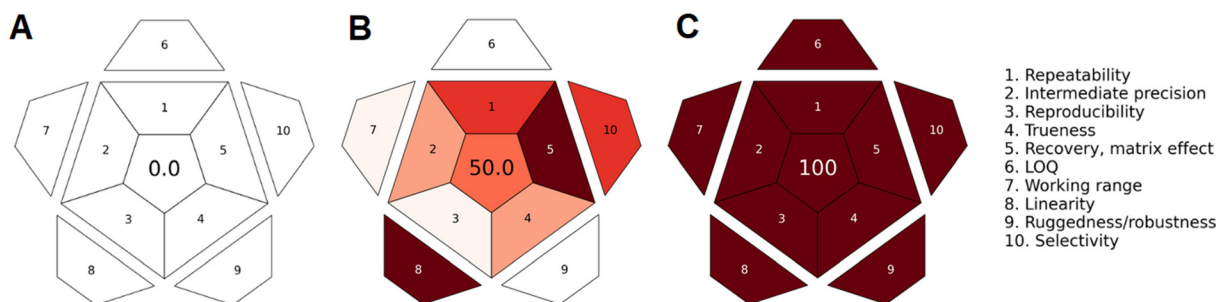 A
6
7
1
10
2
5
0.0
3
4
8
9
B
6
7
1
10
2
5
50.0
3
4
8
9
C
6
7
1
10
2
5
100
3
4
8
9
1. Repeatability
2. Intermediate precision
3. Reproducibility
4. Trueness
5. Recovery, matrix effect
6. LOQ
7. Working range
8. Linearity
9. Ruggedness/robustness
10. Selectivity